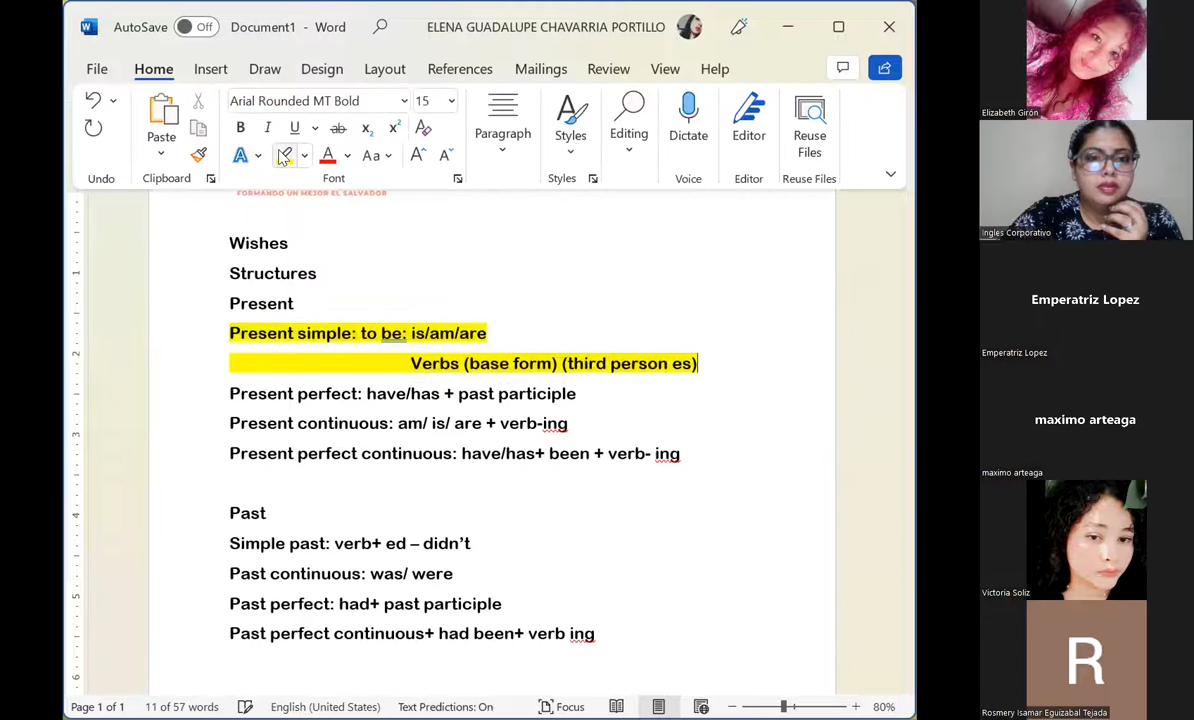 AutoSave Off Document1 - Word ELENA GUADALUPE CHAVARRIA PORTILLO
File Home Insert Draw Design Layout References Mailings Review View Help
Arial Rounded MT Bold 15
Paste
Paragraph
Styles
Editing
Dictate
Editor
Reuse Files
Undo Clipboard Font Styles Voice Editor Reuse Files
FORMANDO UN MEJOR EL SALVADOR
Wishes
Structures
Present
Present simple: to be: is/am/are
Verbs (base form) (third person es)
Present perfect: have/has + past participle
Present continuous: am/ is/ are + verb-ing
Present perfect continuous: have/has+ been + verb- ing
Past
Simple past: verb+ ed – didn't
Past continuous: was/ were
Past perfect: had+ past participle
Past perfect continuous+ had been+ verb ing
Page 1 of 1 11 of 57 words English (United States) Text Predictions: On Focus 80%
Elizabeth Girón
Ingles Corporativo
Emperatriz Lopez
Emperatriz Lopez
maximo arteaga
maximo arteaga
Victoria Soliz
R
Rosmery Isamar Eguizabal Tejada